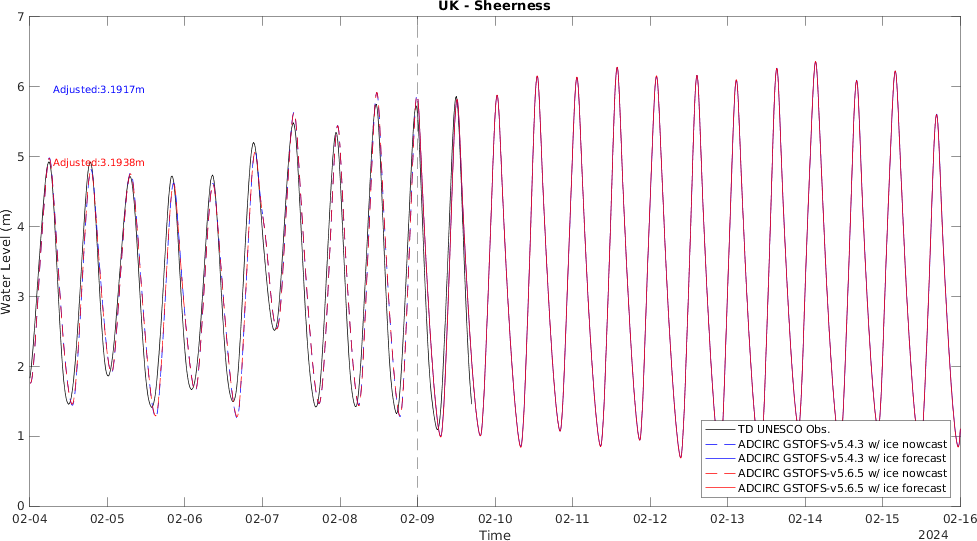 UK - Sheerness
7
6
5
4
3
2
1
0
Water Level (m)
Adjusted:3.1917m
Adjusted:3.1938m
TD UNESCO Obs.
ADCIRC GSTOFS-v5.4.3 w/ ice nowcast
ADCIRC GSTOFS-v5.4.3 w/ ice forecast
ADCIRC GSTOFS-v5.6.5 w/ ice nowcast
ADCIRC GSTOFS-v5.6.5 w/ ice forecast
02-04 02-05 02-06 02-07 02-08 02-09 02-10 02-11 02-12 02-13 02-14 02-15 02-16
Time
2024